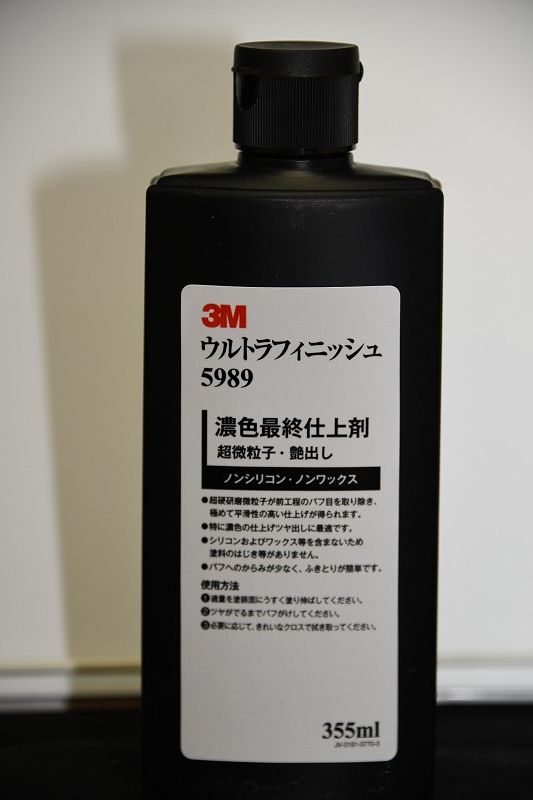 3M
ウルトラフィニッシュ
5989
濃色最終仕上剤
超微粒子・艶出し
ノンシリコン・ノンワックス
●超硬研磨微粒子が前工程のバフ目を取り除き、
極めて平滑性の高い仕上げが得られます。
●特に濃色の仕上げツヤ出しに最適です。
●シリコンおよびワックス等を含まないため
塗料のはじき等がありません。
●バフへのからみが少なく、ふきとりが簡単です。
使用方法
❶適量を塗装面にうすく塗り伸ばしてください。
❷ツヤがでるまでバフがけしてください。
❸必要に応じて、きれいなクロスで拭き取ってください。
355ml
JV-0191-0770-5